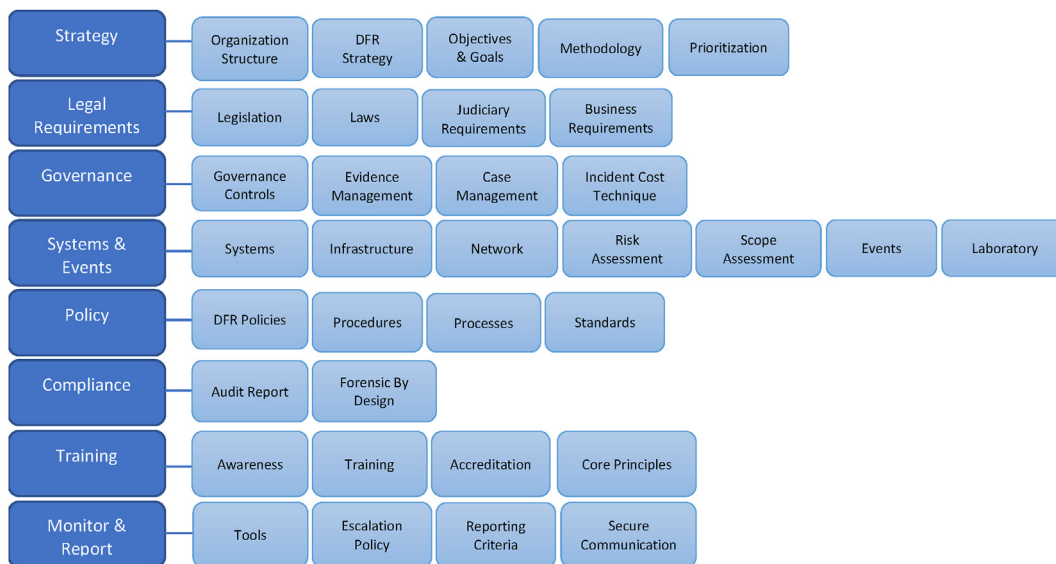 Strategy
Organization
Structure
DFR
Strategy
Objectives
& Goals
Methodology
Prioritization
Legal
Requirements
Legislation
Laws
Judiciary
Requirements
Business
Requirements
Governance
Governance
Controls
Evidence
Management
Case
Management
Incident Cost
Technique
Systems &
Events
Systems
Infrastructure
Network
Risk
Assessment
Scope
Assessment
Events
Laboratory
Policy
DFR Policies
Procedures
Processes
Standards
Compliance
Audit Report
Forensic By
Design
Training
Awareness
Training
Accreditation
Core Principles
Monitor &
Report
Tools
Escalation
Policy
Reporting
Criteria
Secure
Communication